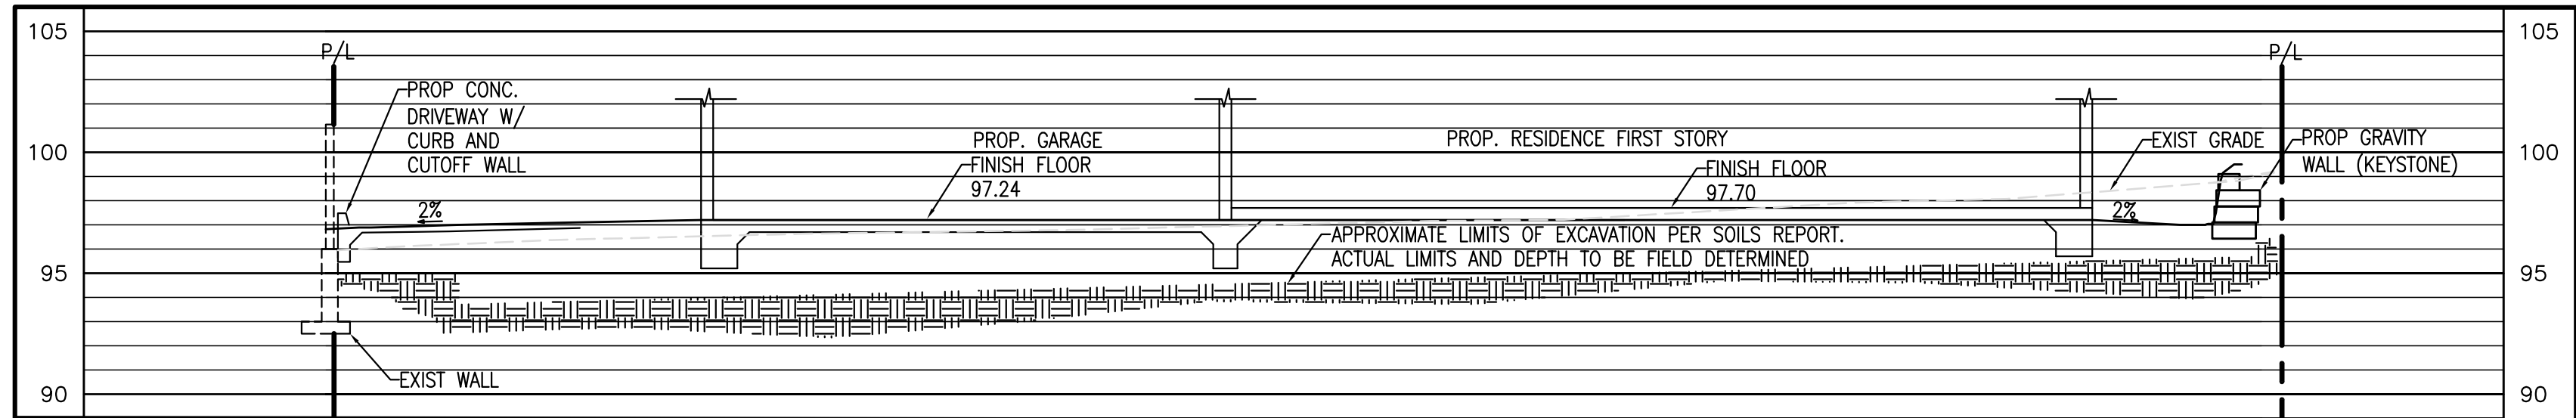 105
105
P/L
P/L
PROP CONC.
DRIVEWAY W/
CURB AND
CUTOFF WALL
PROP. GARAGE
FINISH FLOOR
97.24
PROP. RESIDENCE FIRST STORY
FINISH FLOOR
97.70
EXIST GRADE
PROP GRAVITY
WALL (KEYSTONE)
100
100
2%
2%
APPROXIMATE LIMITS OF EXCAVATION PER SOILS REPORT.
ACTUAL LIMITS AND DEPTH TO BE FIELD DETERMINED
95
95
EXIST WALL
90
90